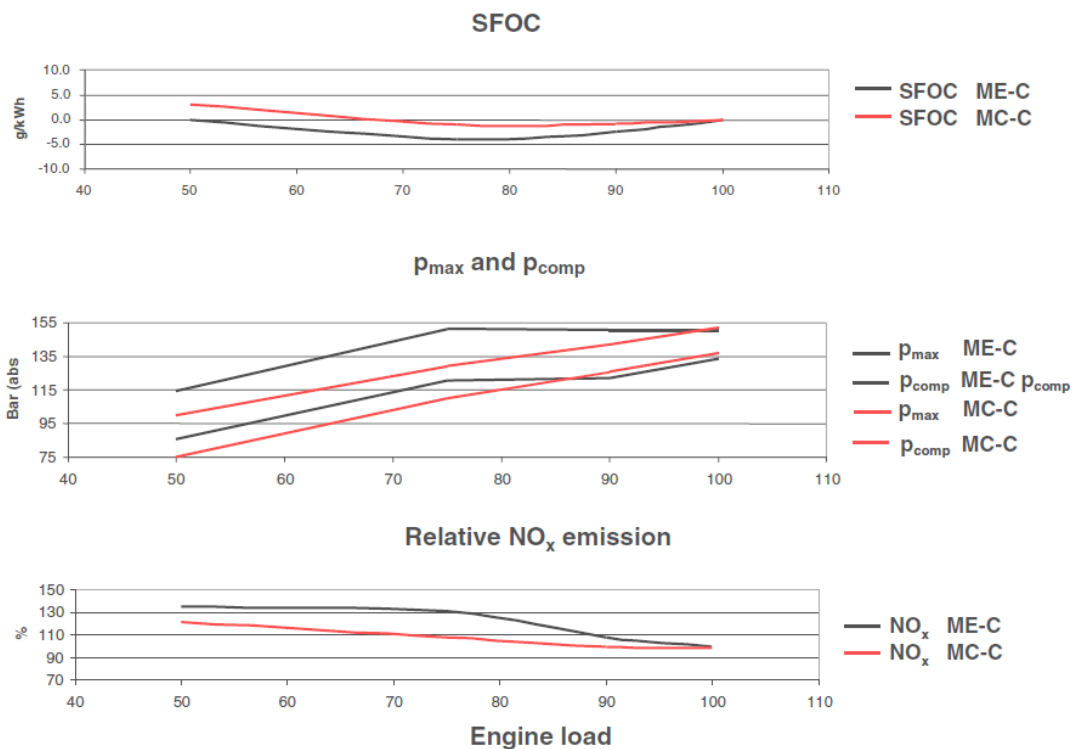 SFOC
10.0
5.0
0.0
-5.0
-10.0
g/kWh
40 50 60 70 80 90 100 110
SFOC ME-C
SFOC MC-C
pmax and pcomp
155
135
115
95
75
Bar (abs
40 50 60 70 80 90 100 110
pmax ME-C
pcomp ME-C pcomp
pmax MC-C
pcomp MC-C
Relative NOx emission
150
130
110
90
70
%
40 50 60 70 80 90 100 110
NOx ME-C
NOx MC-C
Engine load